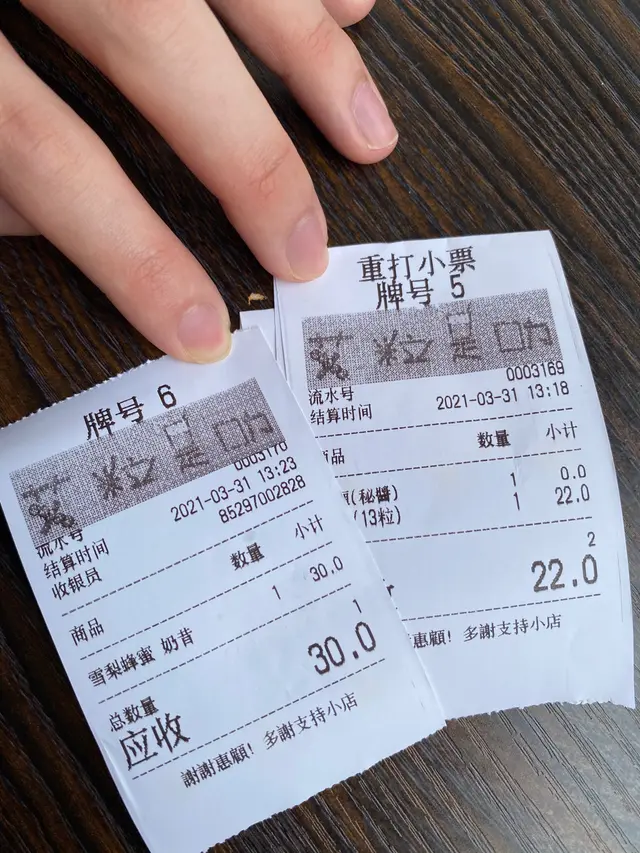 牌号 6
流水号 0003170
结算时间 2021-03-31 13:23
收银员 85297002828
商品 数量 小计
雪梨蜂蜜 奶昔 1 30.0
总数量 1
应收 30.0
謝謝惠顧! 多謝支持小店
重打小票
牌号 5
流水号 0003169
结算时间 2021-03-31 13:18
品 数量 小计
(秘醬) 1 0.0
(13粒) 1 22.0
2
22.0
惠顧! 多謝支持小店